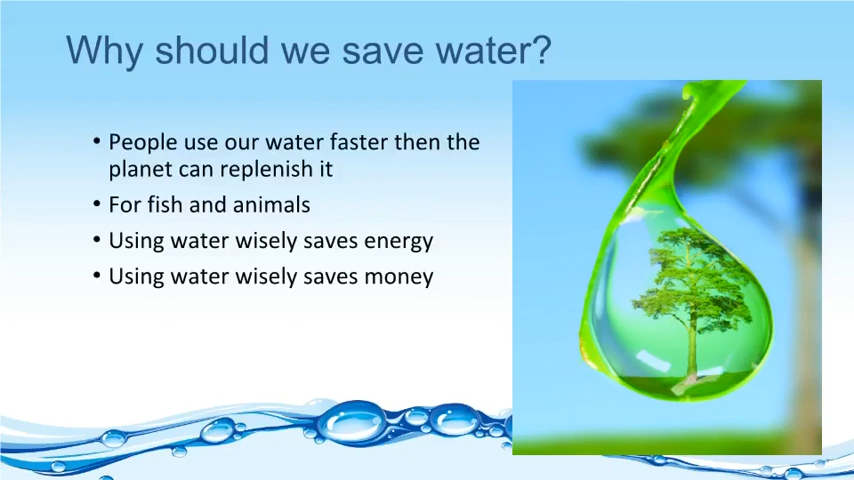 Why should we save water?
• People use our water faster then the
planet can replenish it
• For fish and animals
• Using water wisely saves energy
• Using water wisely saves money